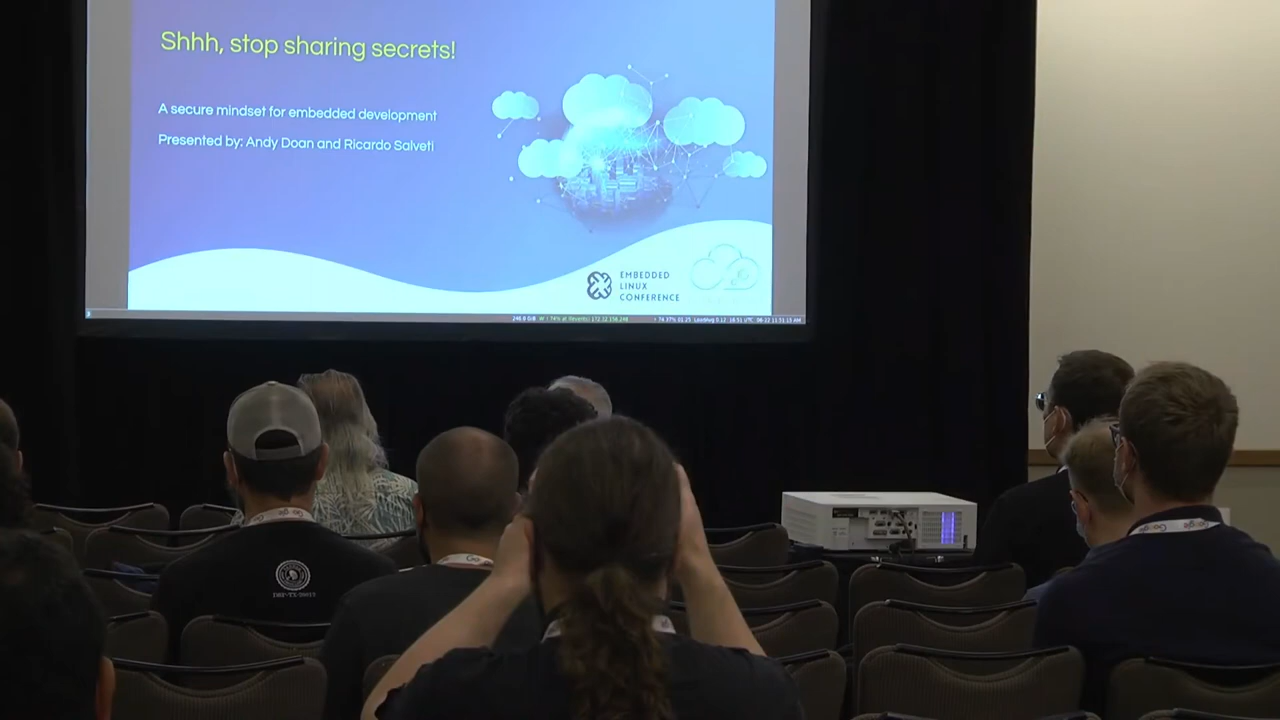 Shhh, stop sharing secrets!
A secure mindset for embedded development
Presented by: Andy Doan and Ricardo Salveti
EMBEDDED
LINUX
CONFERENCE
Google